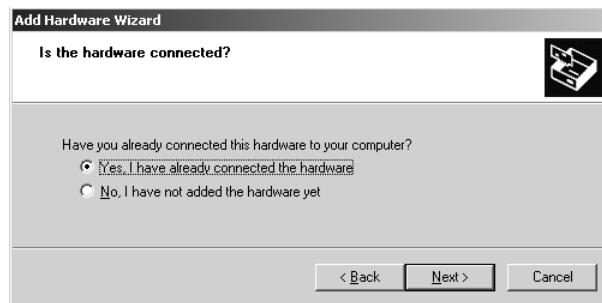 Add Hardware Wizard
Is the hardware connected?
Have you already connected this hardware to your computer?
Yes, I have already connected the hardware
No, I have not added the hardware yet
< Back Next > Cancel